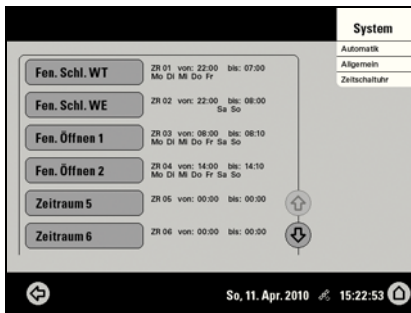 System
Automatik
Allgemein
Zeitschaltuhr
Fen. Schl. WT
ZR 01 von: 22:00 bis: 07:00
Mo Di Mi Do Fr
Fen. Schl. WE
ZR 02 von: 22:00 bis: 08:00
Sa So
Fen. Öffnen 1
ZR 03 von: 08:00 bis: 08:10
Mo Di Mi Do Fr Sa So
Fen. Öffnen 2
ZR 04 von: 14:00 bis: 14:10
Mo Di Mi Do Fr Sa So
Zeitraum 5
ZR 05 von: 00:00 bis: 00:00
Zeitraum 6
ZR 06 von: 00:00 bis: 00:00
So, 11. Apr. 2010 15:22:53